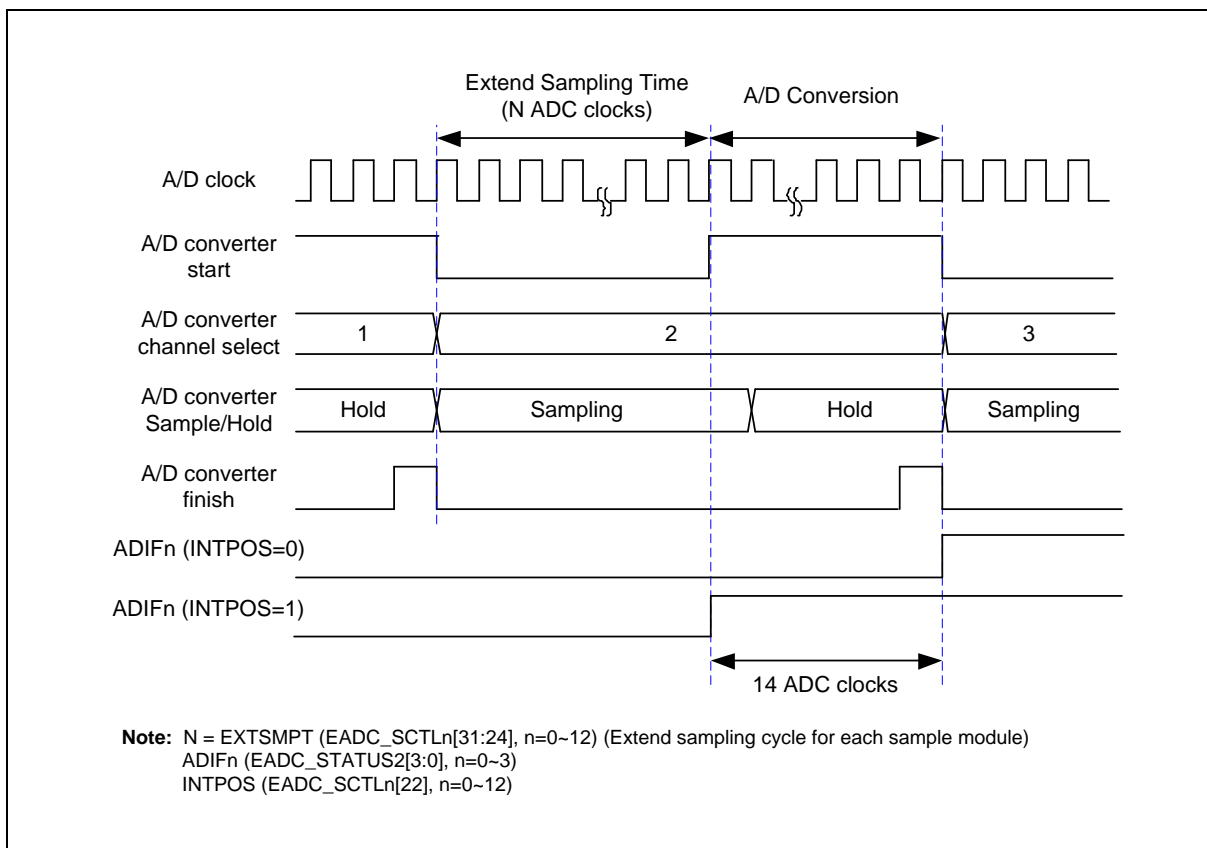 Extend Sampling Time
(N ADC clocks)
A/D Conversion
A/D clock
A/D converter
start
A/D converter
channel select
1
2
3
A/D converter
Sample/Hold
Hold
Sampling
Hold
Sampling
A/D converter
finish
ADIFn (INTPOS=0)
ADIFn (INTPOS=1)
14 ADC clocks
Note: N = EXTSMPT (EADC_SCTLn[31:24], n=0~12) (Extend sampling cycle for each sample module)
ADIFn (EADC_STATUS2[3:0], n=0~3)
INTPOS (EADC_SCTLn[22], n=0~12)